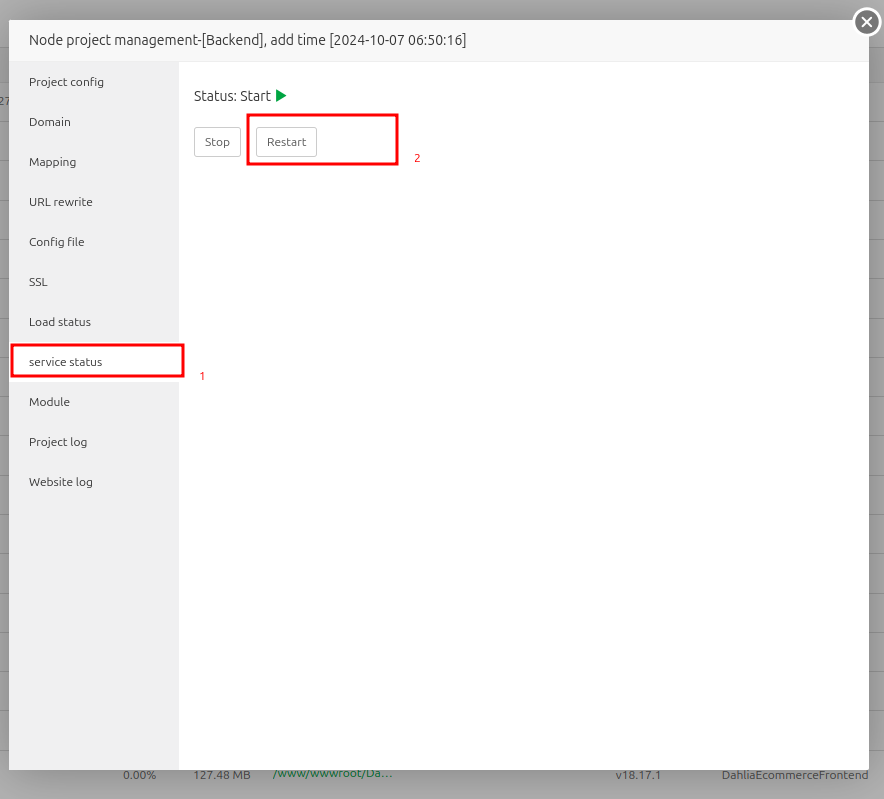 Node project management-[Backend], add time [2024-10-07 06:50:16]
Project config
Domain
Mapping
URL rewrite
Config file
SSL
Load status
service status
Module
Project log
Website log
Status: Start
Stop
Restart
2
1
27
0.00%
127.48 MB
/www/wwwroot/Da...
v18.17.1
DahliaEcommerceFrontend